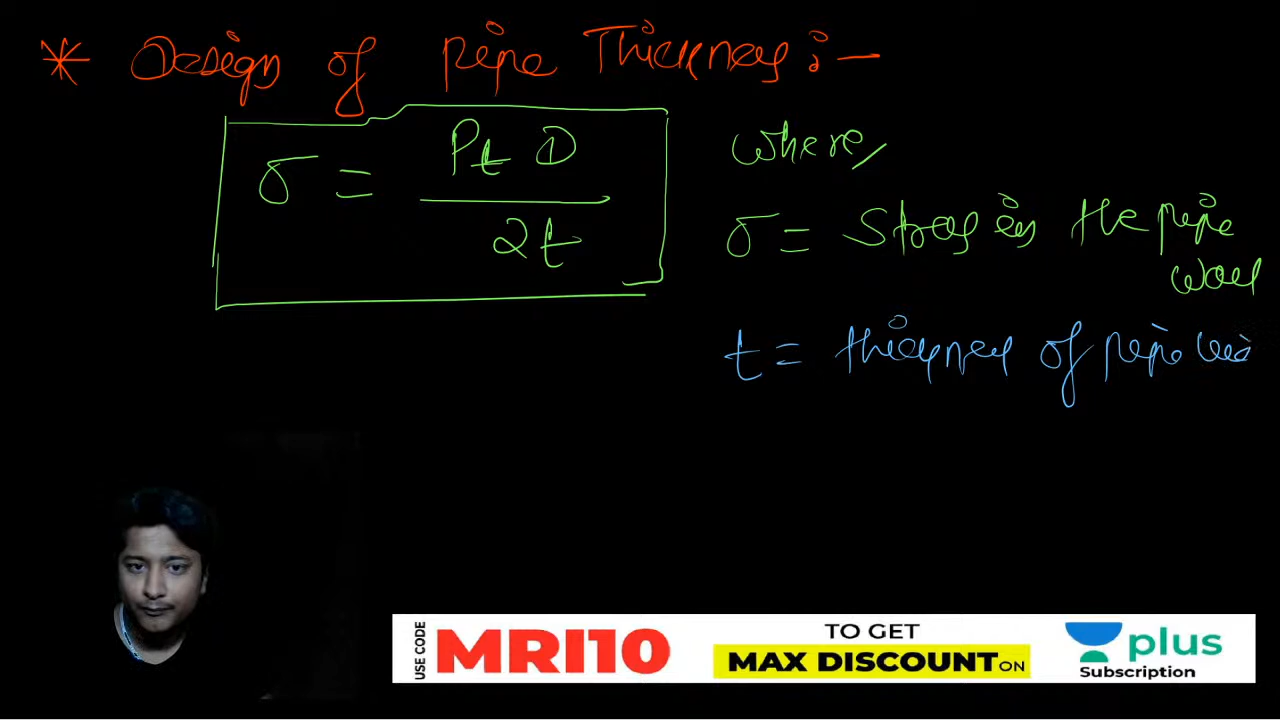 * Design of pipe Thickness :-
σ = Pt D / 2t
where,
σ = Stress in the pipe
wall
t = thickness of pipe
USE CODE
MRI10
TO GET
MAX DISCOUNT ON
plus
Subscription